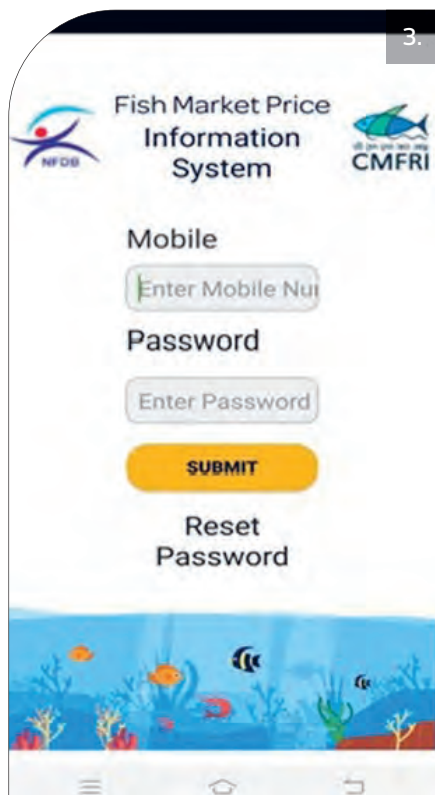 3.
Fish Market Price
Information
System
NFDB
CMFRI
Mobile
Enter Mobile Nu
Password
Enter Password
SUBMIT
Reset
Password